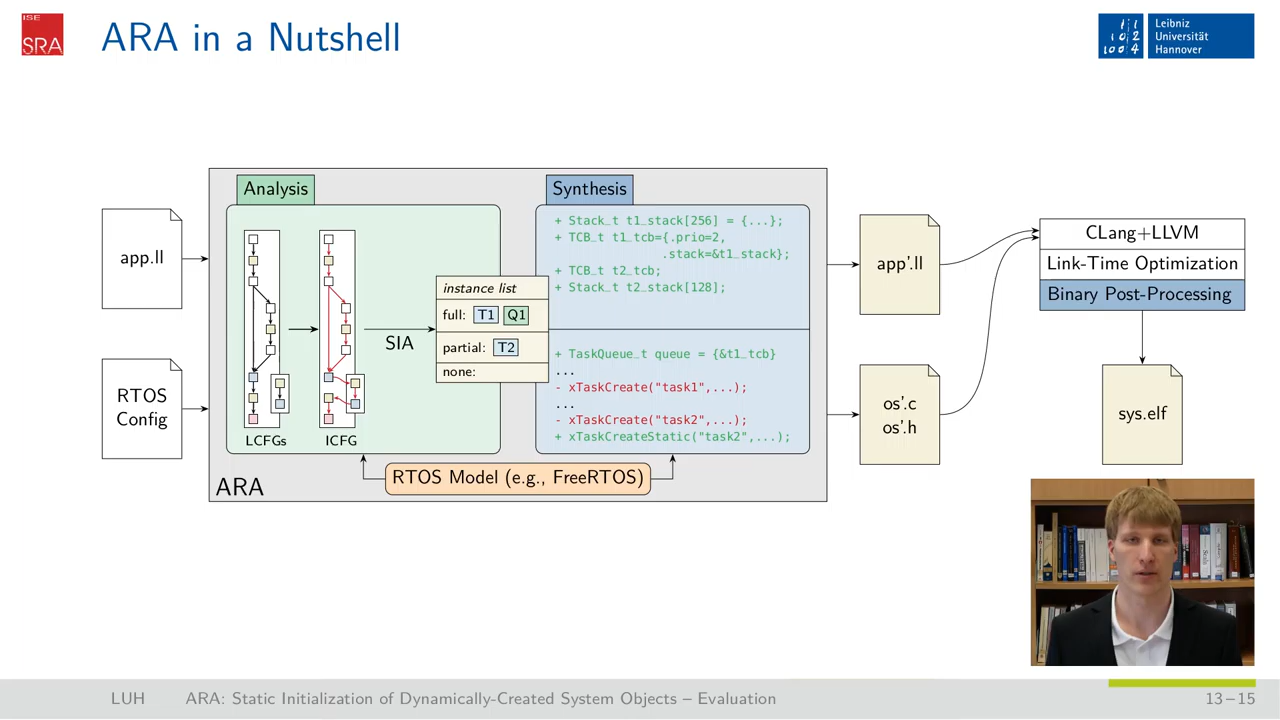 ISE
SRA
ARA in a Nutshell
Leibniz
Universität
Hannover
app.ll
RTOS
Config
Analysis
LCFGs
ICFG
SIA
instance list
full: T1 Q1
partial: T2
none:
Synthesis
+ Stack_t t1_stack[256] = {...};
+ TCB_t t1_tcb={.prio=2,
.stack=&t1_stack};
+ TCB_t t2_tcb;
+ Stack_t t2_stack[128];
+ TaskQueue_t queue = {&t1_tcb}
...
- xTaskCreate("task1",...);
...
- xTaskCreate("task2",...);
+ xTaskCreateStatic("task2",...);
RTOS Model (e.g., FreeRTOS)
ARA
app'.ll
os'.c
os'.h
CLang+LLVM
Link-Time Optimization
Binary Post-Processing
sys.elf
LUH ARA: Static Initialization of Dynamically-Created System Objects – Evaluation 13–15